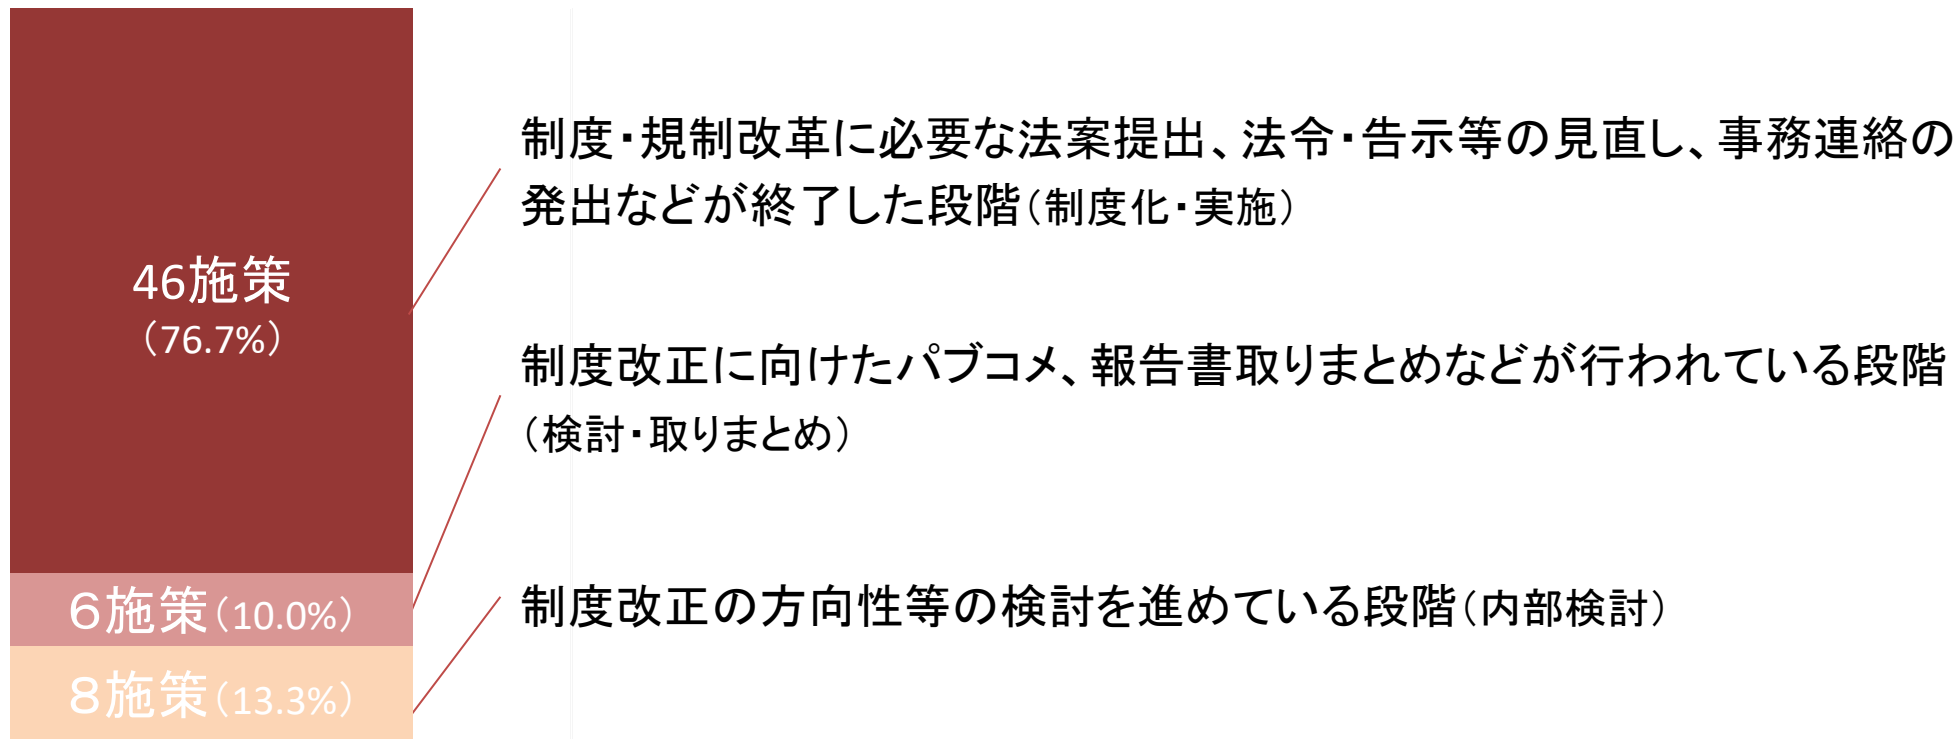 制度・規制改革に必要な法案提出、法令・告示等の見直し、事務連絡の
発出などが終了した段階(制度化・実施)
46施策
(76.7%)
制度改正に向けたパブコメ、報告書取りまとめなどが行われている段階
(検討・取りまとめ)
6施策(10.0%)
制度改正の方向性等の検討を進めている段階(内部検討)
8施策(13.3%)